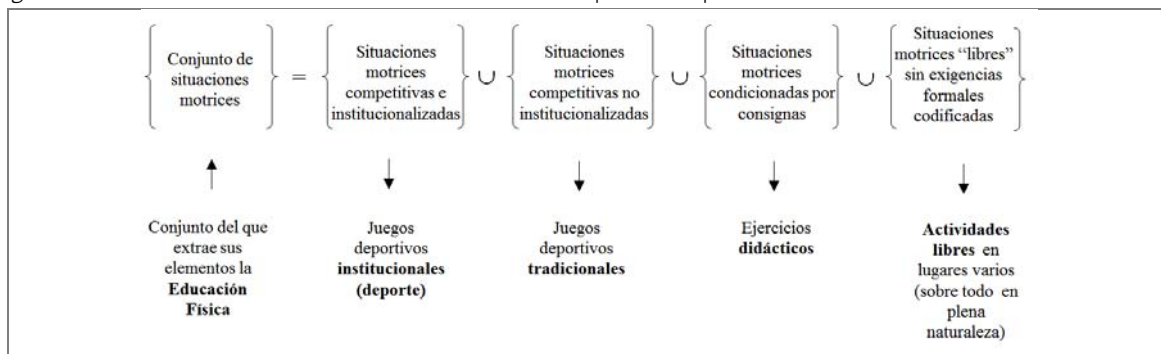 Conjunto de
situaciones
motrices
=
Situaciones
motrices
competitivas e
institucionalizadas
∪
Situaciones
motrices
competitivas no
institucionalizadas
∪
Situaciones
motrices
condicionadas por
consignas
∪
Situaciones
motrices “libres”
sin exigencias
formales
codificadas
Conjunto del que
extrae sus
elementos la
Educación
Física
Juegos
deportivos
institucionales
(deporte)
Juegos
deportivos
tradicionales
Ejercicios
didácticos
Actividades
libres en
lugares varios
(sobre todo en
plena
naturaleza)